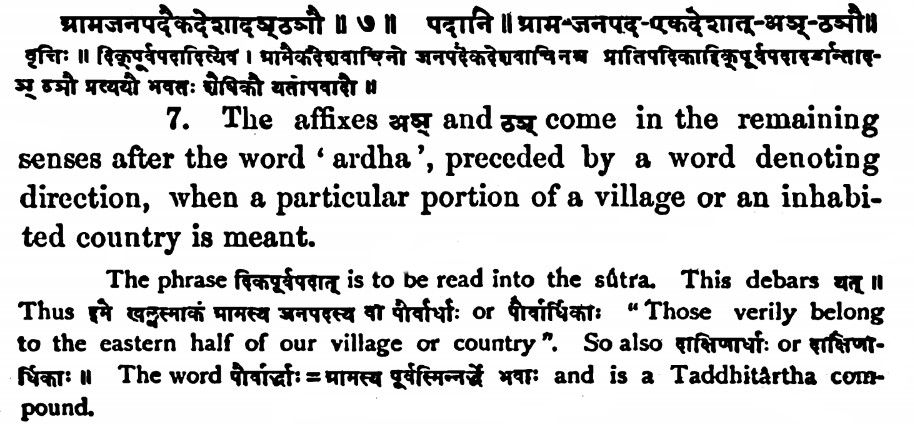 ग्रामजनपदैकदेशादञ्ठञौ ॥ ७ ॥ पदानि ॥ ग्राम-जनपद-एकदेशात्-अञ्-ठञौ॥
वृत्तिः ॥ दिक्पूर्वपदादित्येव । ग्रामैकदेशवाचिनो जनपदैकदेशवाचिनश्च प्रातिपदिकाद्दिक्पूर्वपदादर्धान्ताद-
ञ् ठञौ प्रत्ययौ भवतः शैषिकौ यतोपवादौ ॥
7. The affixes अञ् and ठञ् come in the remaining
senses after the word ‘ ardha ’, preceded by a word denoting
direction, when a particular portion of a village or an inhabi-
ted country is meant.
The phrase दिक्पूर्वपदात् is to be read into the sûtra. This debars यत् ॥
Thus इमे खल्वस्माकं ग्रामस्य जनपदस्य वा पौर्वार्धाः or पौर्वार्धिकाः “Those verily belong
to the eastern half of our village or country”. So also दाक्षिणार्धाः or दाक्षिणा-
र्धिकाः ॥ The word पौर्वार्द्धाः = ग्रामस्य पूर्वस्मिन्नर्द्धे भवाः and is a Taddhitârtha com-
pound.